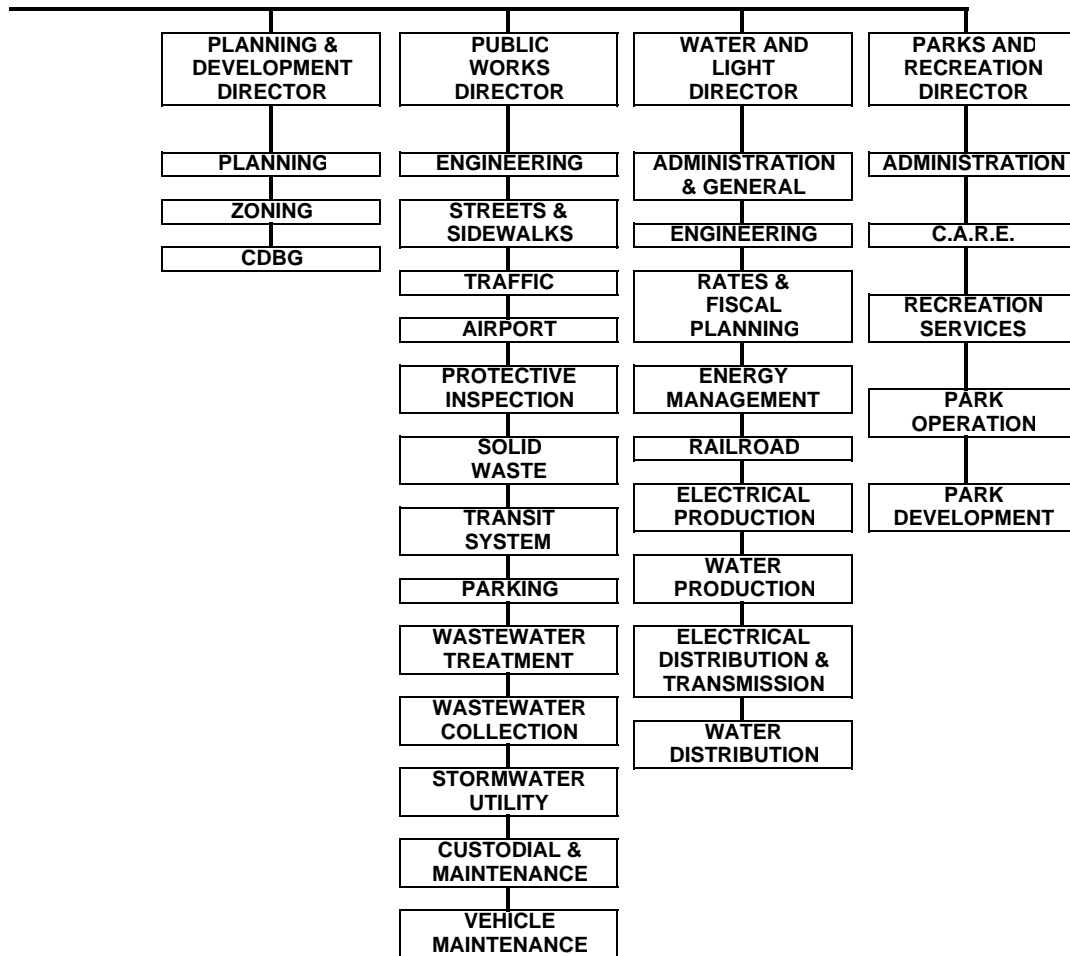 PLANNING &
DEVELOPMENT
DIRECTOR
PLANNING
ZONING
CDBG
PUBLIC
WORKS
DIRECTOR
ENGINEERING
STREETS &
SIDEWALKS
TRAFFIC
AIRPORT
PROTECTIVE
INSPECTION
SOLID
WASTE
TRANSIT
SYSTEM
PARKING
WASTEWATER
TREATMENT
WASTEWATER
COLLECTION
STORMWATER
UTILITY
CUSTODIAL &
MAINTENANCE
VEHICLE
MAINTENANCE
WATER AND
LIGHT
DIRECTOR
ADMINISTRATION
& GENERAL
ENGINEERING
RATES &
FISCAL
PLANNING
ENERGY
MANAGEMENT
RAILROAD
ELECTRICAL
PRODUCTION
WATER
PRODUCTION
ELECTRICAL
DISTRIBUTION &
TRANSMISSION
WATER
DISTRIBUTION
PARKS AND
RECREATION
DIRECTOR
ADMINISTRATION
C.A.R.E.
RECREATION
SERVICES
PARK
OPERATION
PARK
DEVELOPMENT